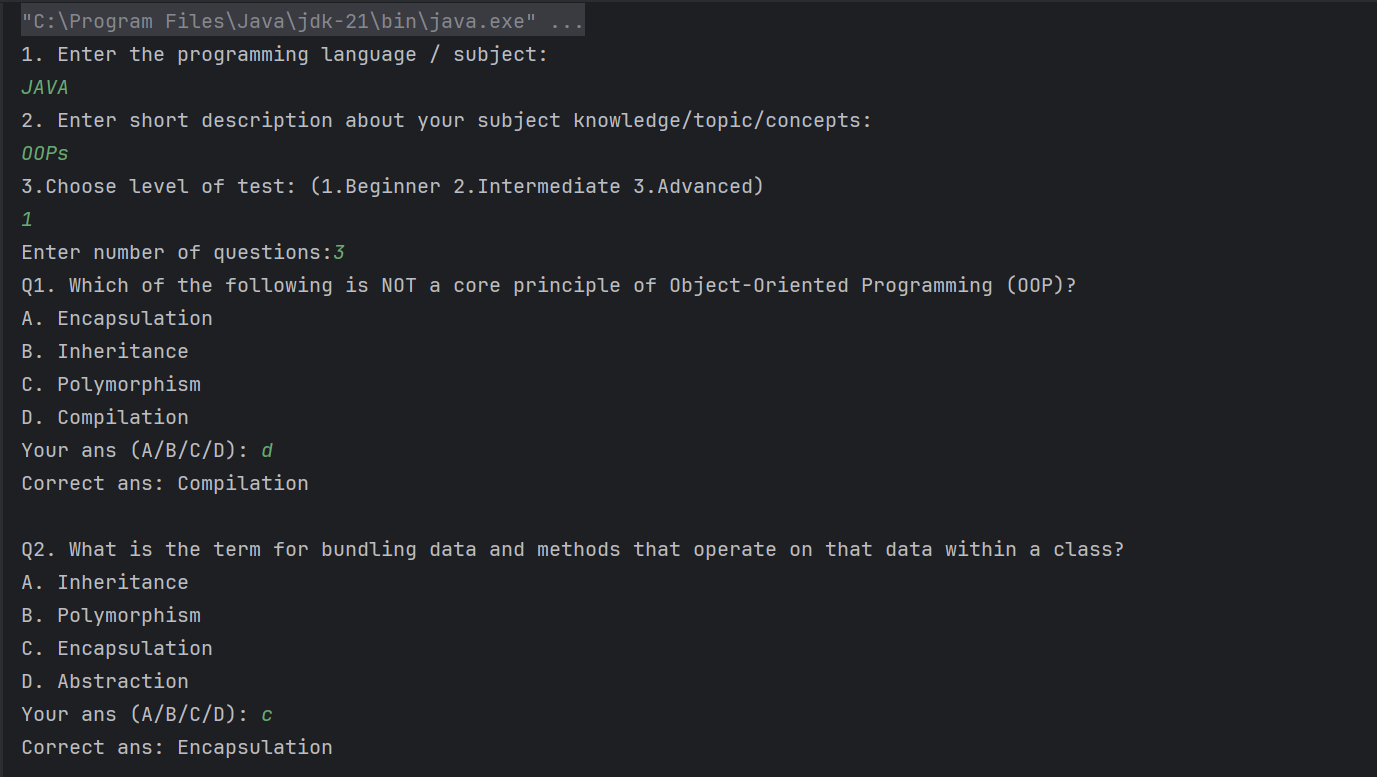 "C:\Program Files\Java\jdk-21\bin\java.exe" ...
1. Enter the programming language / subject:
JAVA
2. Enter short description about your subject knowledge/topic/concepts:
OOPs
3.Choose level of test: (1.Beginner 2.Intermediate 3.Advanced)
1
Enter number of questions:3
Q1. Which of the following is NOT a core principle of Object-Oriented Programming (OOP)?
A. Encapsulation
B. Inheritance
C. Polymorphism
D. Compilation
Your ans (A/B/C/D): d
Correct ans: Compilation

Q2. What is the term for bundling data and methods that operate on that data within a class?
A. Inheritance
B. Polymorphism
C. Encapsulation
D. Abstraction
Your ans (A/B/C/D): c
Correct ans: Encapsulation